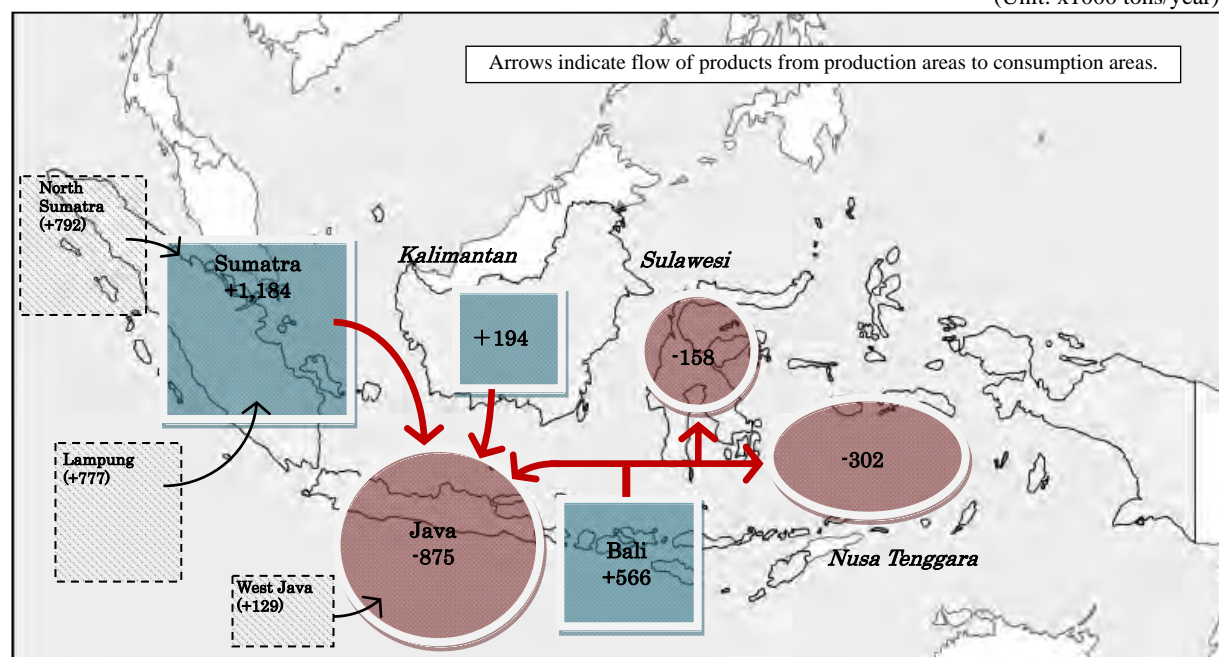 (Unit: x1000 tons/year)
Arrows indicate flow of products from production areas to consumption areas.
North
Sumatra
(+792)
Sumatra
+1,184
Kalimantan
+194
Sulawesi
-158
-302
Lampung
(+777)
Java
-875
Bali
+566
Nusa Tenggara
West Java
(+129)